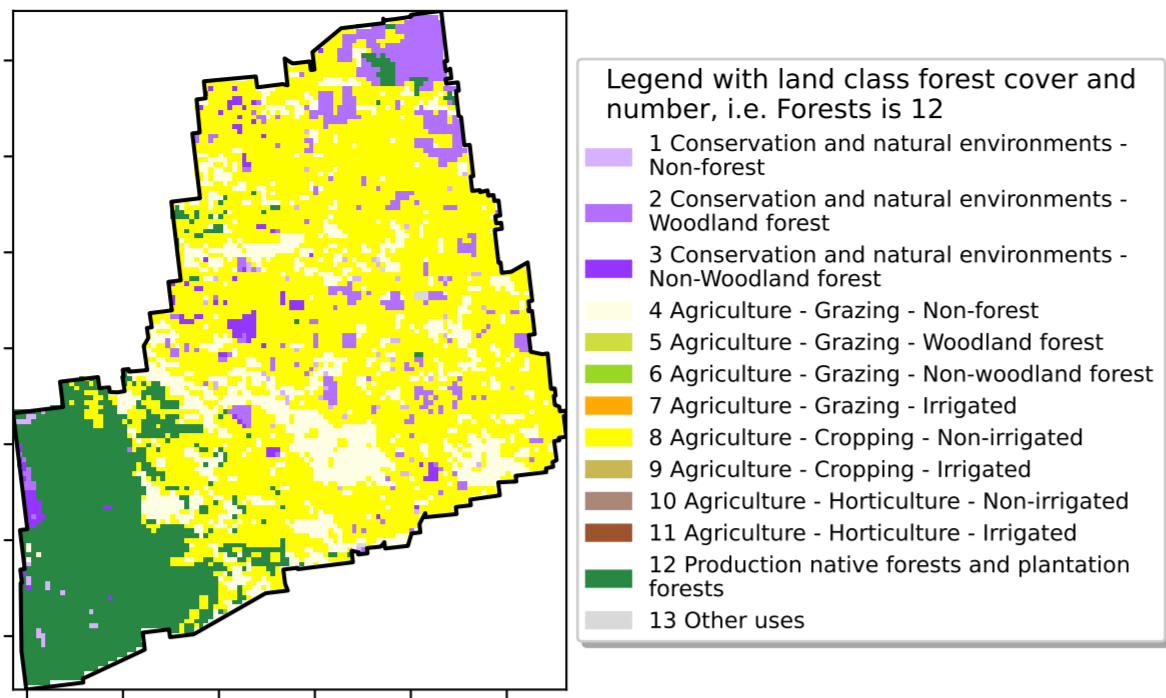 Legend with land class forest cover and
number, i.e. Forests is 12
1 Conservation and natural environments -
Non-forest
2 Conservation and natural environments -
Woodland forest
3 Conservation and natural environments -
Non-Woodland forest
4 Agriculture - Grazing - Non-forest
5 Agriculture - Grazing - Woodland forest
6 Agriculture - Grazing - Non-woodland forest
7 Agriculture - Grazing - Irrigated
8 Agriculture - Cropping - Non-irrigated
9 Agriculture - Cropping - Irrigated
10 Agriculture - Horticulture - Non-irrigated
11 Agriculture - Horticulture - Irrigated
12 Production native forests and plantation
forests
13 Other uses